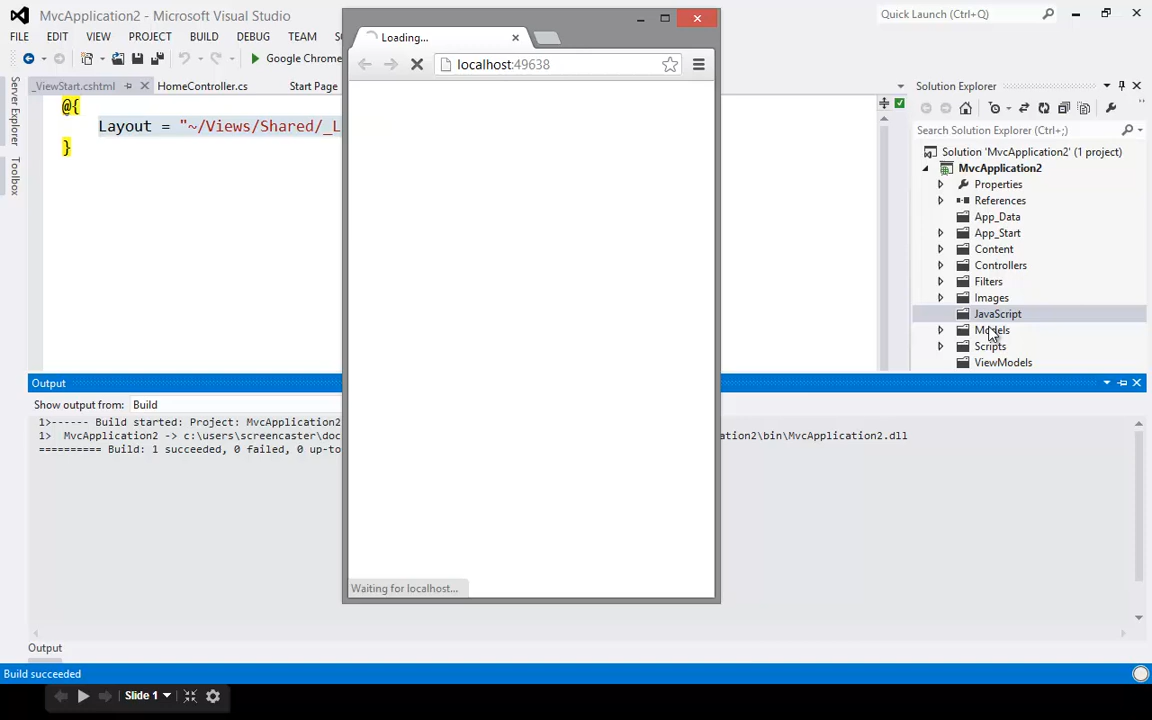 MvcApplication2 - Microsoft Visual Studio
Quick Launch (Ctrl+Q)
FILE EDIT VIEW PROJECT BUILD DEBUG TEAM
Google Chrome
_ViewStart.cshtml HomeController.cs Start Page
Server Explorer
Toolbox
@{
Layout = "~/Views/Shared/_L
}
Loading...
localhost:49638
Waiting for localhost...
Solution Explorer
Search Solution Explorer (Ctrl+;)
Solution 'MvcApplication2' (1 project)
MvcApplication2
Properties
References
App_Data
App_Start
Content
Controllers
Filters
Images
JavaScript
Models
Scripts
ViewModels
Output
Show output from: Build
1>------ Build started: Project: MvcApplication2
1> MvcApplication2 -> c:\users\screencaster\doc ation2\bin\MvcApplication2.dll
========== Build: 1 succeeded, 0 failed, 0 up-to
Output
Build succeeded
Slide 1